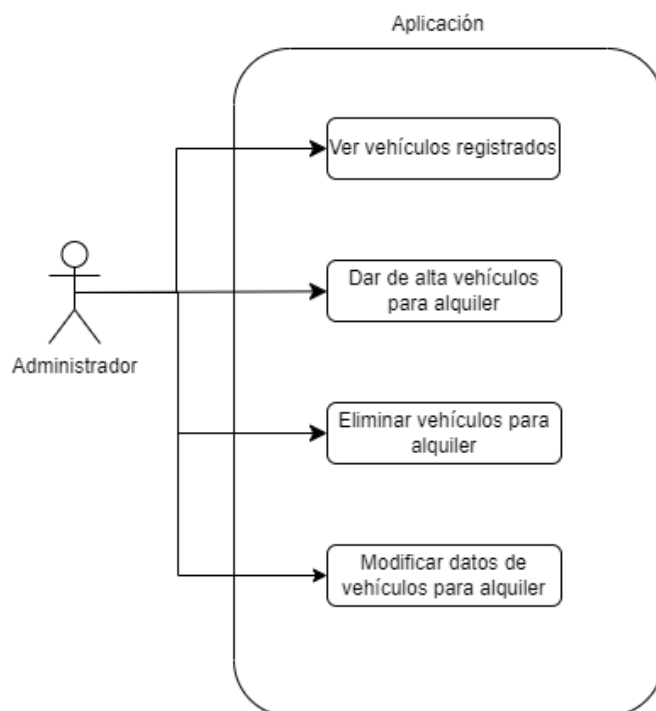 Aplicación
Ver vehículos registrados
Dar de alta vehículos
para alquiler
Administrador
Eliminar vehículos para
alquiler
Modificar datos de
vehículos para alquiler